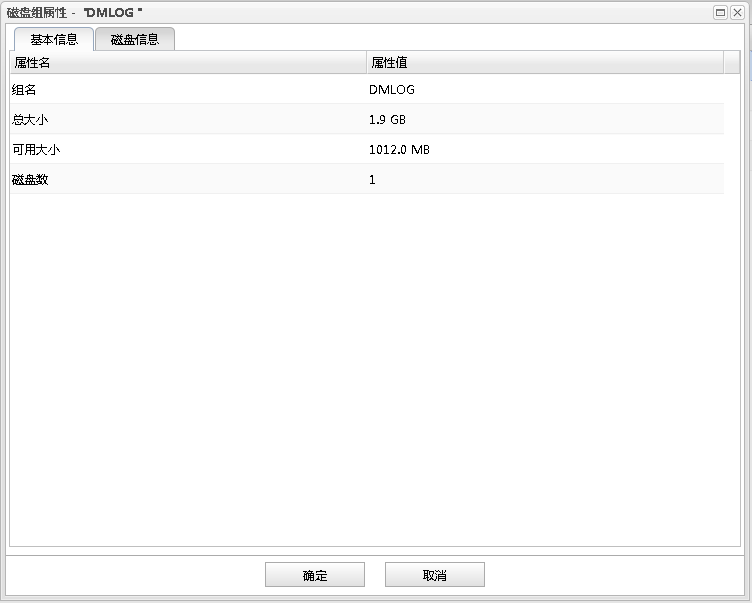 磁盘组属性 - "DMLOG "
基本信息 磁盘信息
属性名 属性值
组名 DMLOG
总大小 1.9 GB
可用大小 1012.0 MB
磁盘数 1
确定 取消